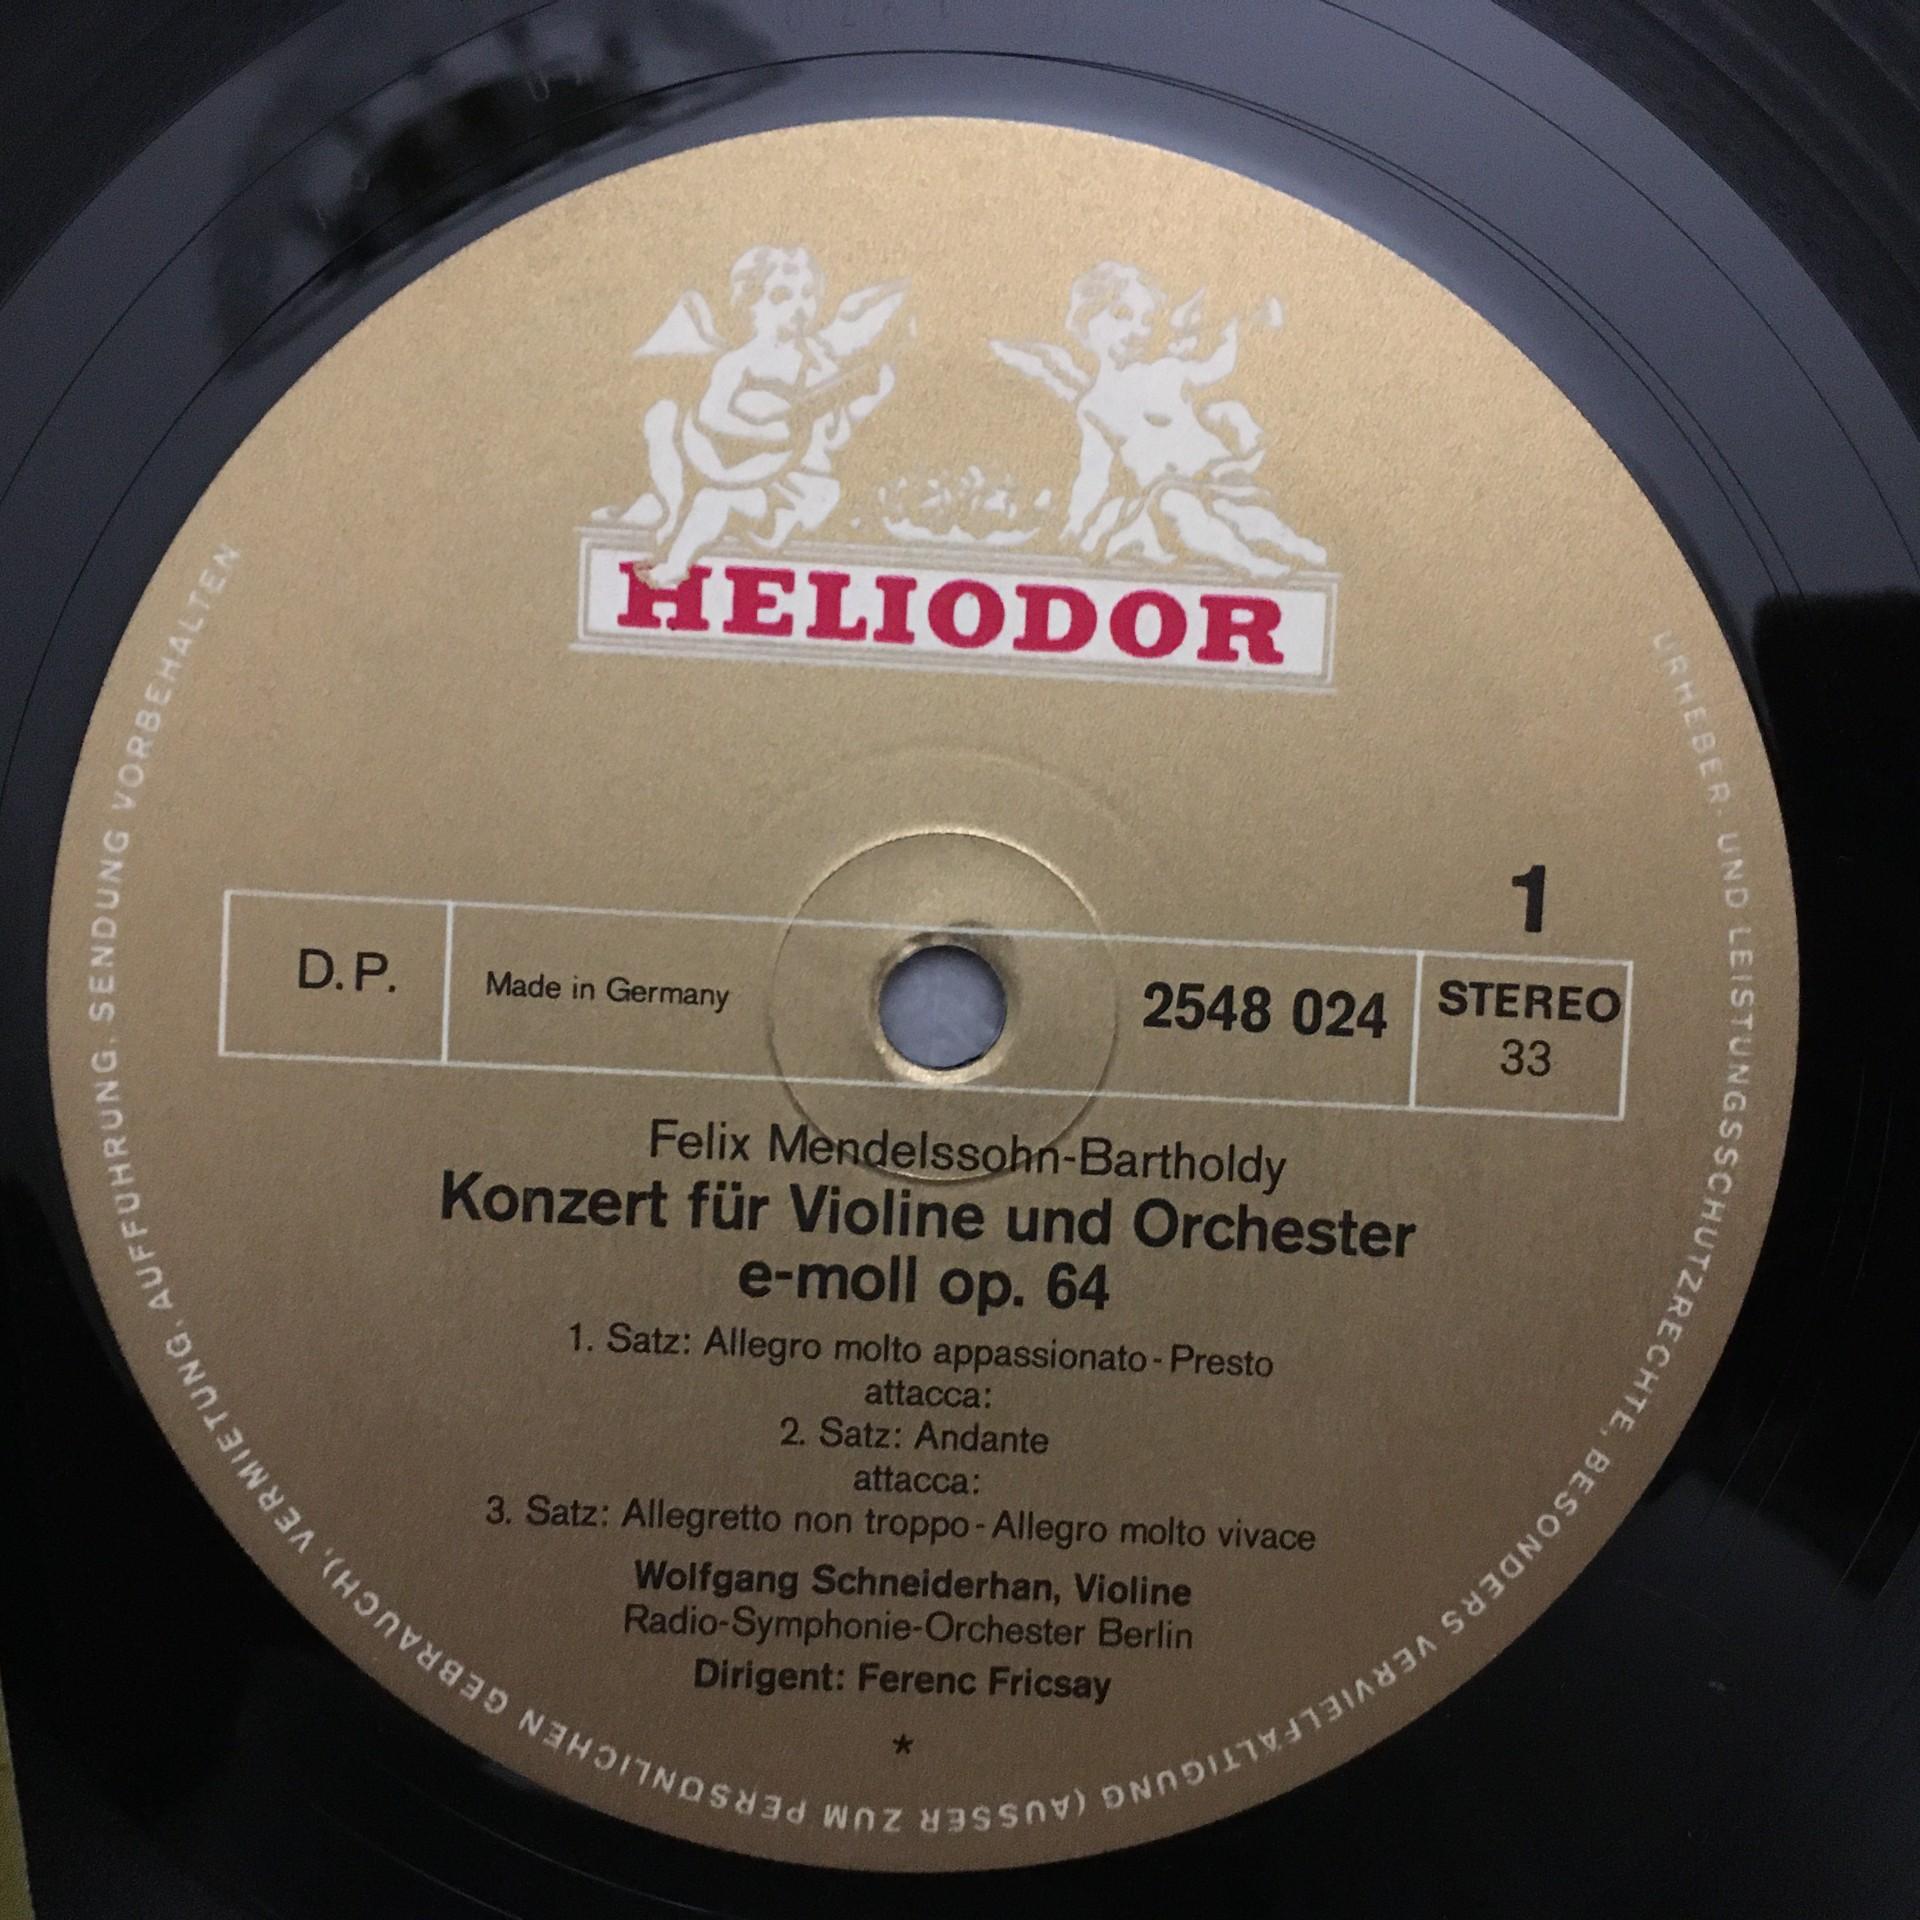 HELIODOR
1
D.P.
Made in Germany
2548 024
STEREO
33
Felix Mendelssohn-Bartholdy
Konzert für Violine und Orchester
e-moll op. 64
1. Satz: Allegro molto appassionato - Presto
attacca:
2. Satz: Andante
attacca:
3. Satz: Allegretto non troppo - Allegro molto vivace
Wolfgang Schneiderhan, Violine
Radio-Symphonie-Orchester Berlin
Dirigent: Ferenc Fricsay
*
URHEBER- UND LEISTUNGSSCHUTZRECHTE, BESONDERS VERVIELFÄLTIGUNG (AUSSER ZUM PERSÖNLICHEN GEBRAUCH), VERMIETUNG, AUFFÜHRUNG, SENDUNG VORBEHALTEN